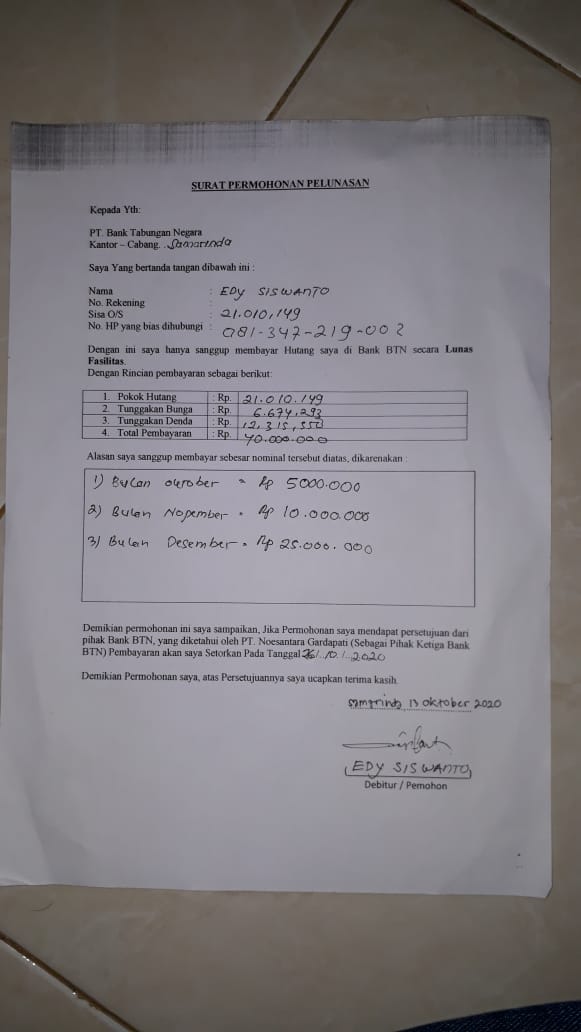 SURAT PERMOHONAN PELUNASAN
Kepada Yth:
PT. Bank Tabungan Negara
Kantor – Cabang. . Samarinda
Saya Yang bertanda tangan dibawah ini :
Nama : EDY SISWANTO
No. Rekening :
Sisa O/S : 21.010,149
No. HP yang bias dihubungi : 081-347-219-002
Dengan ini saya hanya sanggup membayar Hutang saya di Bank BTN secara Lunas
Fasilitas.
Dengan Rincian pembayaran sebagai berikut:
1. Pokok Hutang : Rp. 21.010.149
2. Tunggakan Bunga : Rp. 6.674,293
3. Tunggakan Denda : Rp. 12,315,558
4. Total Pembayaran : Rp. 40.000.000
Alasan saya sanggup membayar sebesar nominal tersebut diatas, dikarenakan :
1) Bulan oktober = Rp 5000.000
2) Bulan Nopember = Rp 10.000.000
3) Bulan Desember = Rp 25.000.000
Demikian permohonan ini saya sampaikan, Jika Permohonan saya mendapat persetujuan dari
pihak Bank BTN, yang diketahui oleh PT. Noesantara Gardapati (Sebagai Pihak Ketiga Bank
BTN) Pembayaran akan saya Setorkan Pada Tanggal 26/..10../..2020
Demikian Permohonan saya, atas Persetujuannya saya ucapkan terima kasih.
13 oktober 2020
(EDY SISWANTO)
Debitur / Pemohon